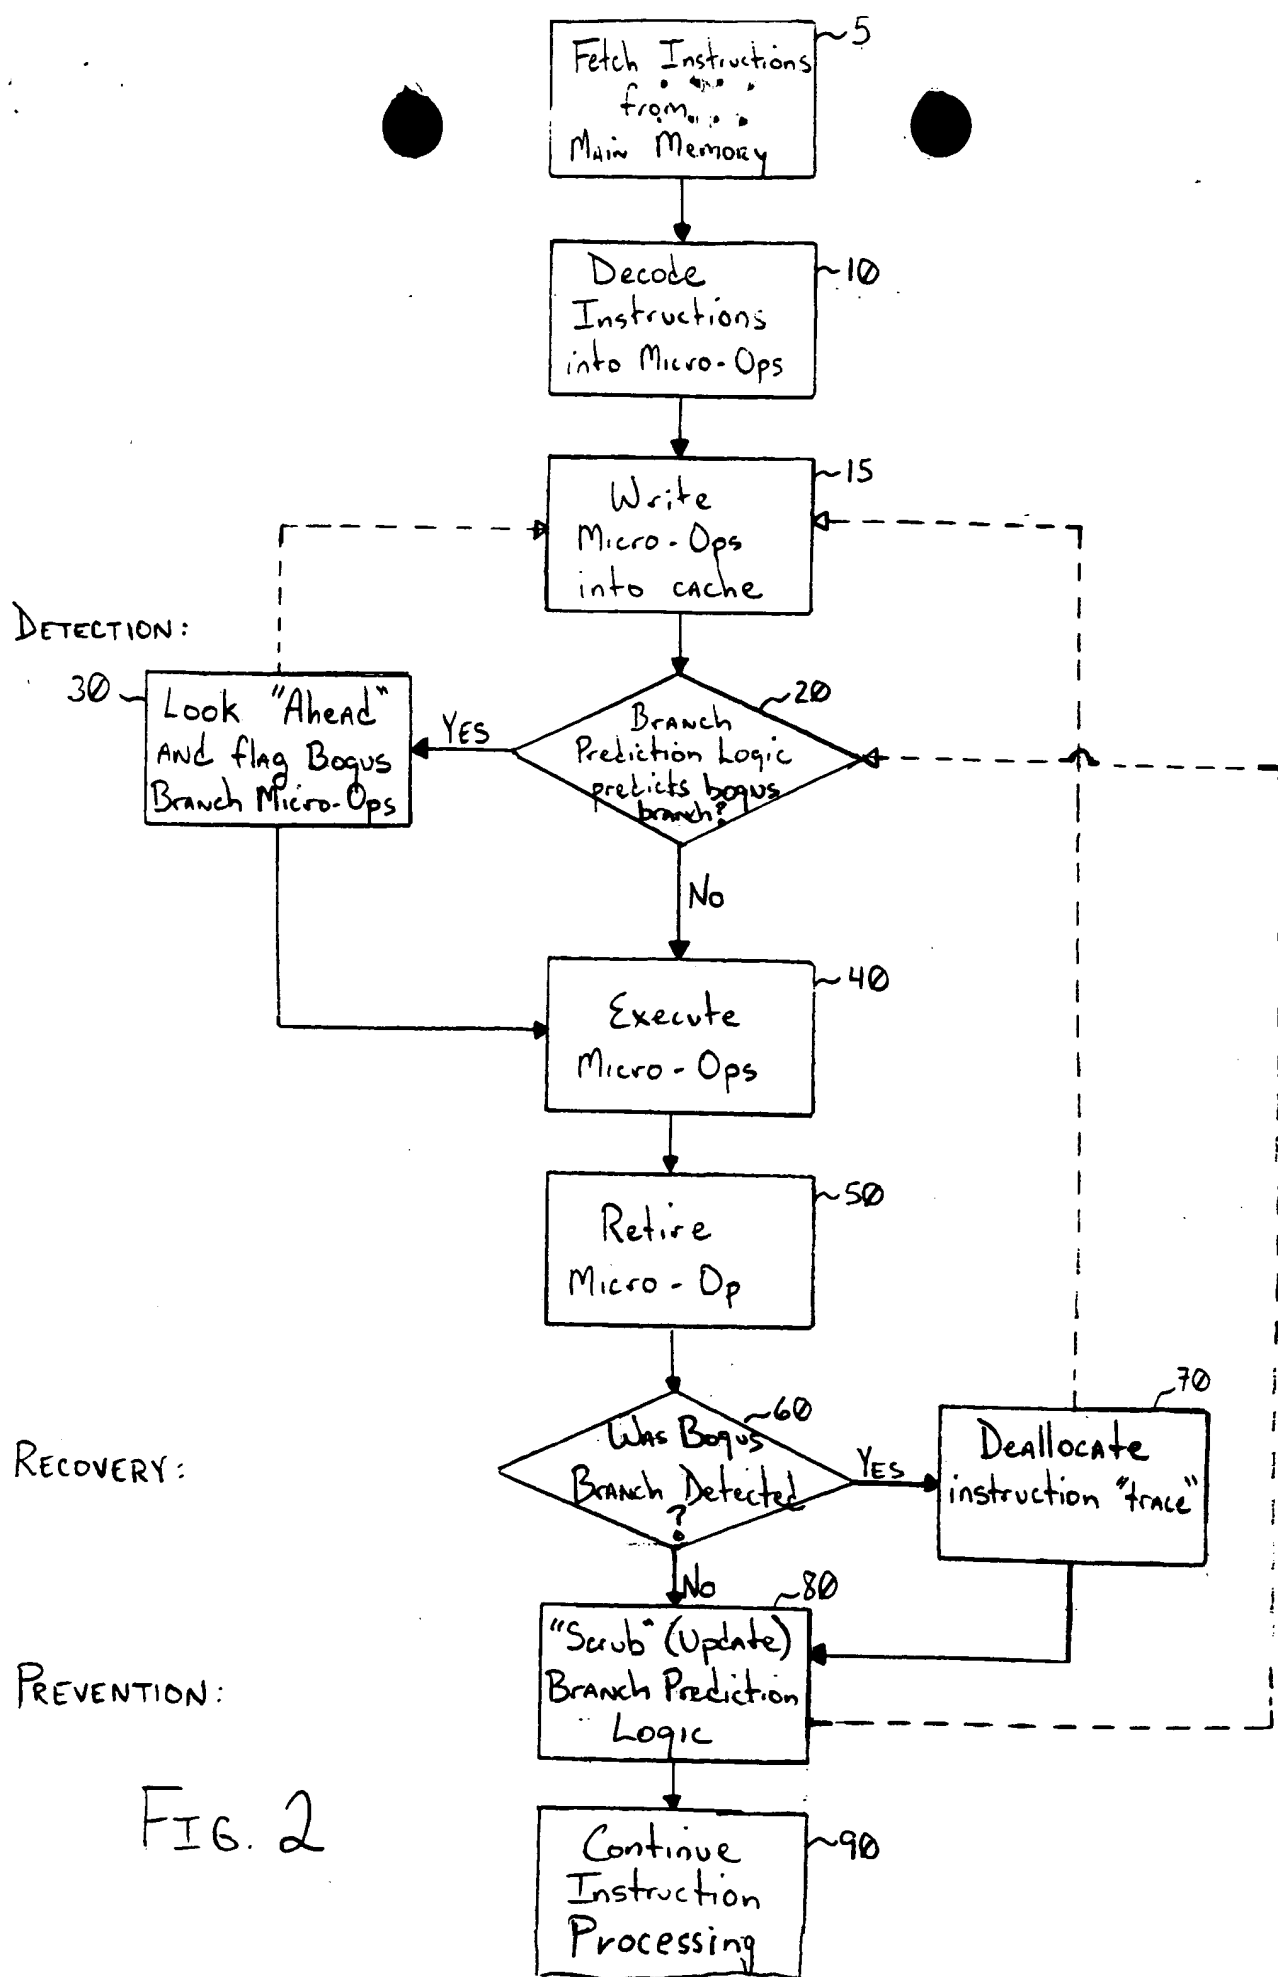 5
Fetch Instructions
from
Main Memory
10
Decode
Instructions
into Micro-Ops
15
Write
Micro-Ops
into cache
DETECTION:
30
Look "Ahead"
and flag Bogus
Branch Micro-Ops
YES
20
Branch
Prediction Logic
predicts bogus
branch?
No
40
Execute
Micro-Ops
50
Retire
Micro-Op
RECOVERY:
60
Was Bogus
Branch Detected
?
YES
70
Deallocate
instruction "trace"
No
80
PREVENTION:
"Scrub" (Update)
Branch Prediction
Logic
90
Continue
Instruction
Processing
FIG. 2